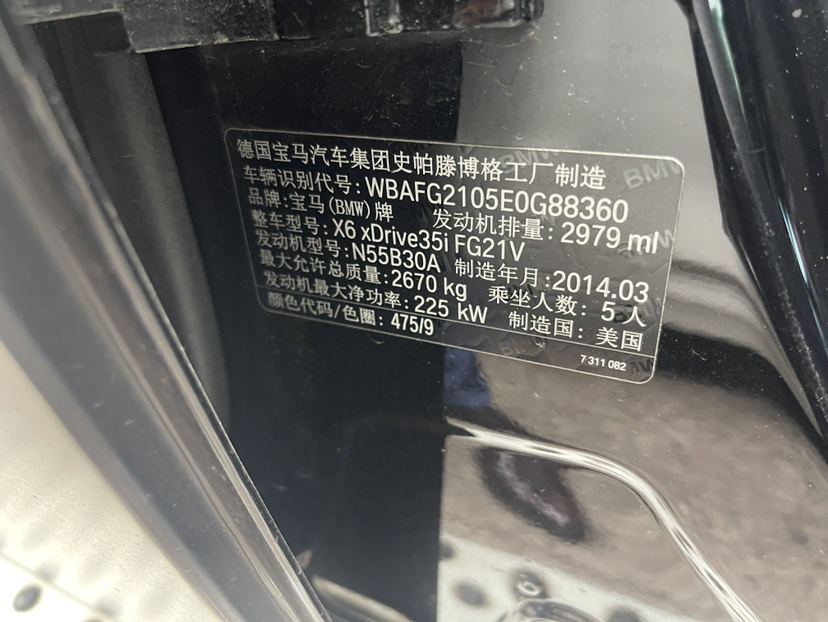 德国宝马汽车集团史帕滕博格工厂制造
车辆识别代号: WBAFG2105E0G88360
品牌: 宝马(BMW)牌 发动机排量: 2979 ml
整车型号: X6 xDrive35i FG21V
发动机型号: N55B30A 制造年月: 2014.03
最大允许总质量: 2670 kg 乘坐人数: 5 人
发动机最大净功率: 225 kW 制造国: 美国
颜色代码/色圈: 475/9
7 311 082